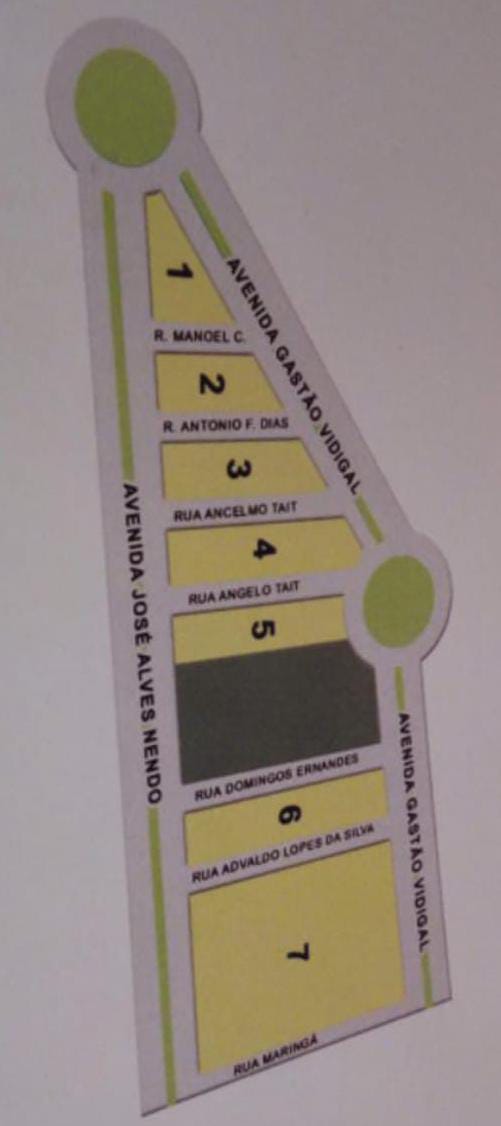 AVENIDA GASTÃO VIDIGAL
AVENIDA GASTÃO VIDIGAL
1
R. MANOEL C.
2
R. ANTONIO F. DIAS
3
RUA ANCELMO TAIT
4
RUA ANGELO TAIT
5
RUA DOMINGOS ERNANDES
6
RUA ADVALDO LOPES DA SILVA
7
RUA MARINGÁ
AVENIDA JOSÉ ALVES NENDO